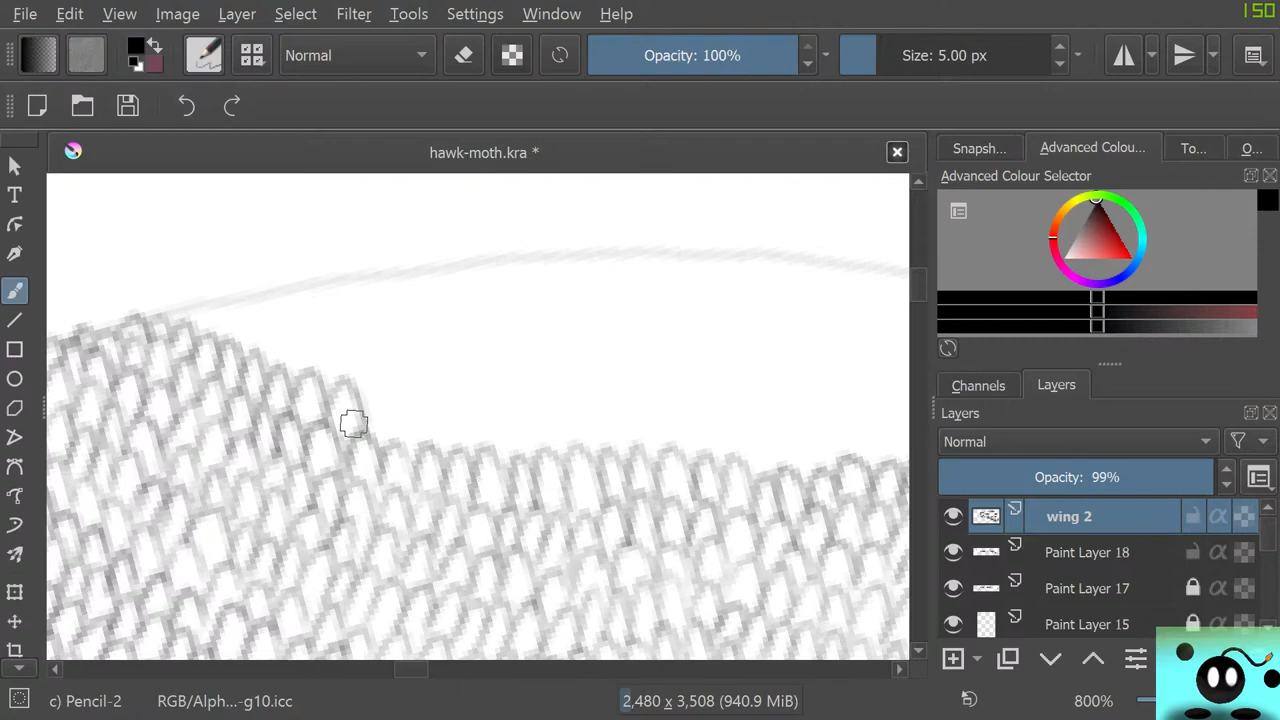 File Edit View Image Layer Select Filter Tools Settings Window Help
150
Normal Opacity: 100% Size: 5.00 px
hawk-moth.kra *
Snapsh... Advanced Colou... To... O...
Advanced Colour Selector
Channels Layers
Layers
Normal
Opacity: 99%
wing 2
Paint Layer 18
Paint Layer 17
Paint Layer 15
c) Pencil-2 RGB/Alph...-g10.icc 2,480 x 3,508 (940.9 MiB) 800%